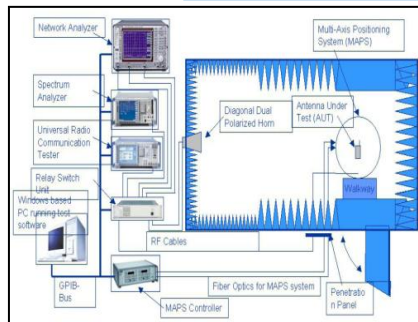 Network Analyzer
Spectrum
Analyzer
Universal Radio
Communication
Tester
Relay Switch
Unit
Windows based
PC running test
software
GPIB-
Bus
MAPS Controller
RF Cables
Fiber Optics for MAPS system
Diagonal Dual
Polarized Horn
Multi-Axis Positioning
System (MAPS)
Antenna Under
Test (AUT)
Walkway
Penetratio
n Panel